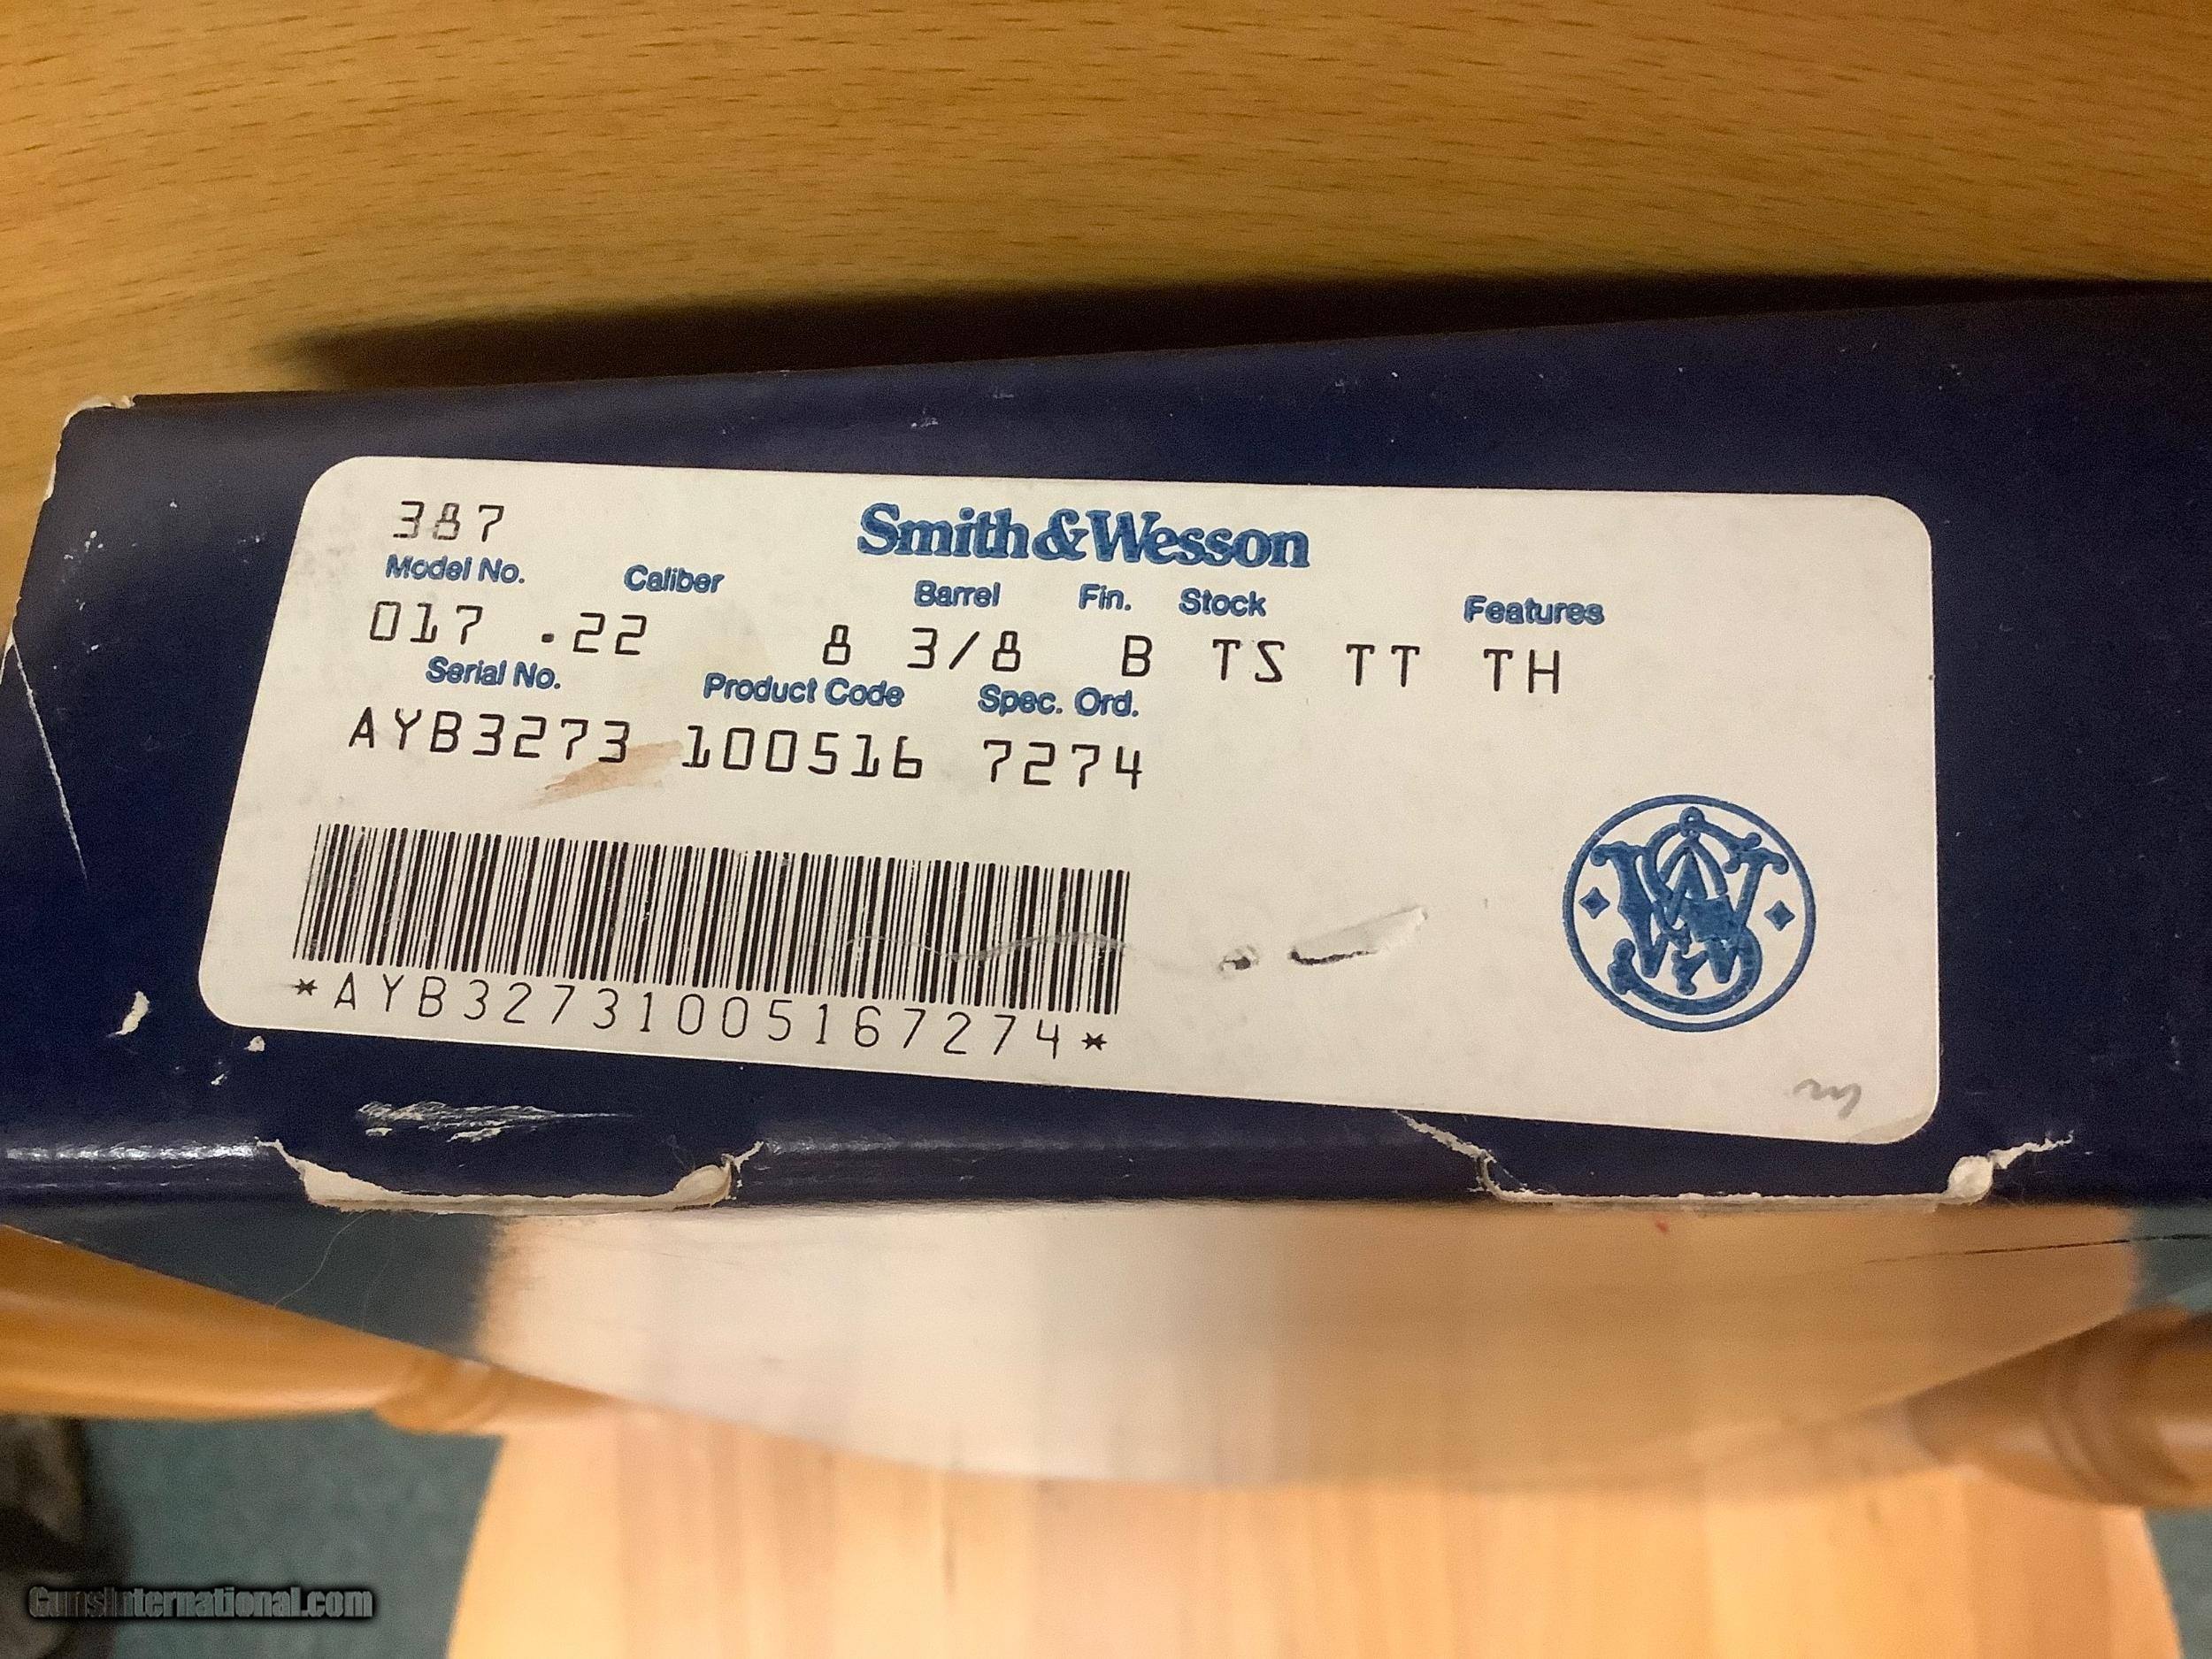 387
Smith&Wesson
Model No. Caliber Barrel Fin. Stock Features
017 .22 8 3/8 B TS TT TH
Serial No. Product Code Spec. Ord.
AYB3273 100516 7274
*AYB32731005167274*
GunsInternational.com